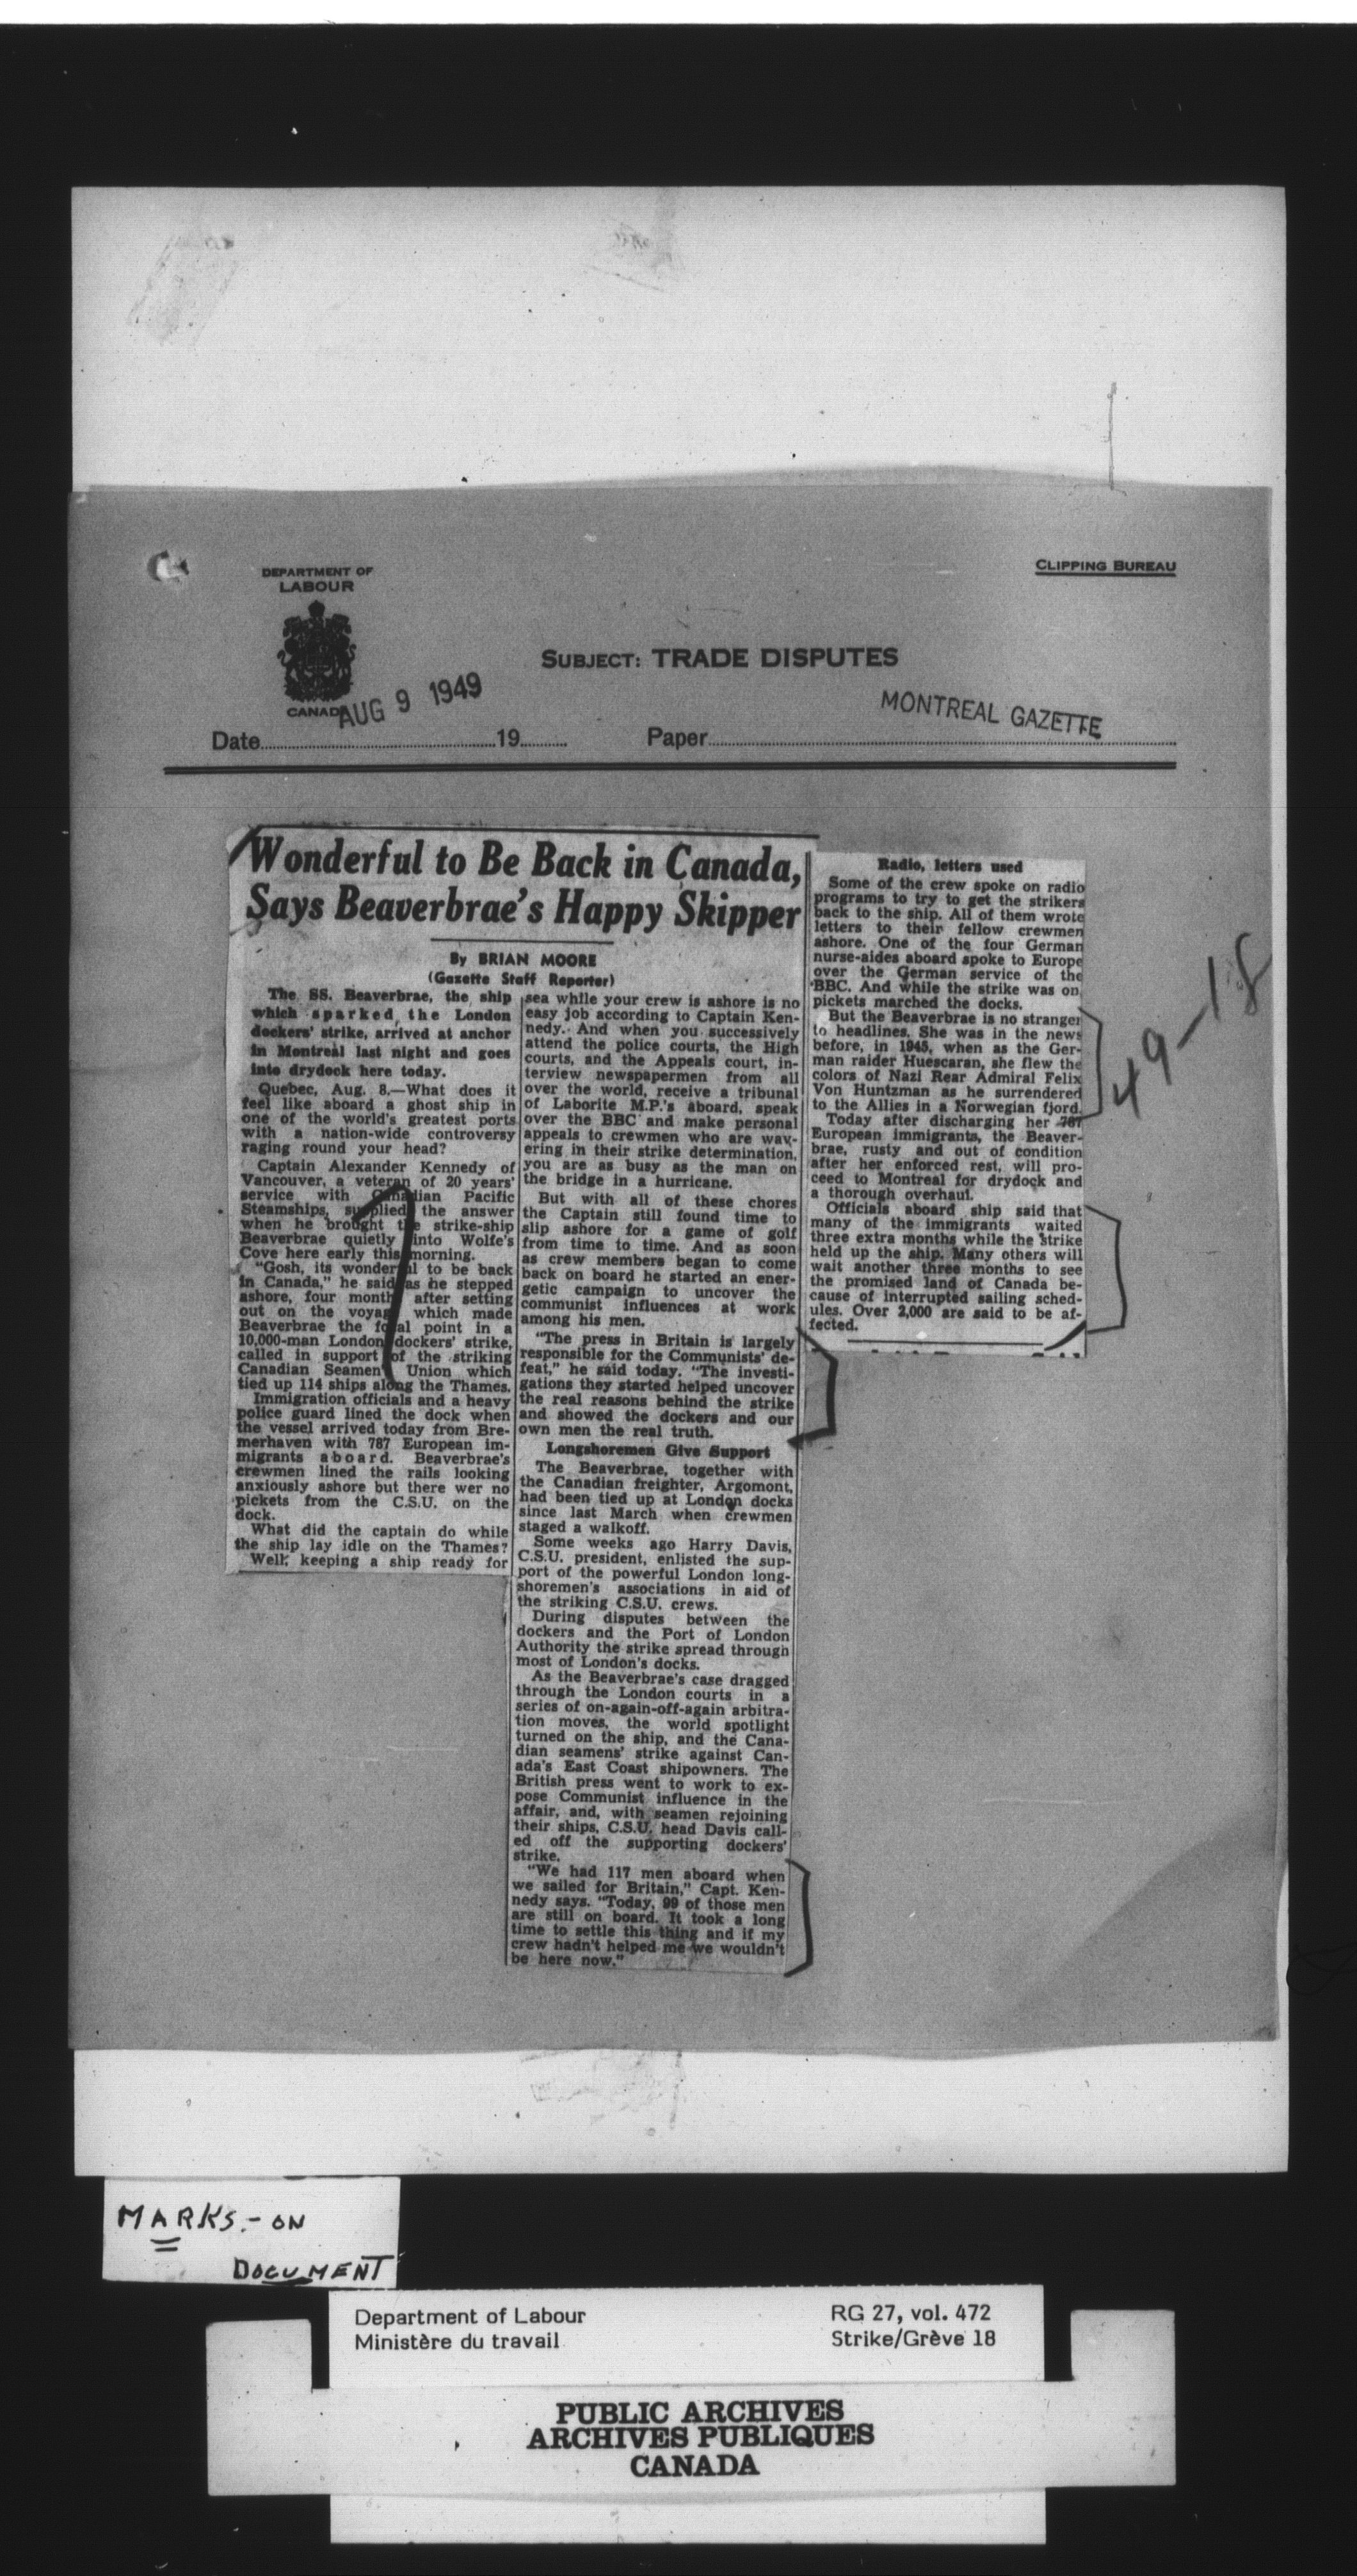 DEPARTMENT OF
LABOUR
CANADA
CLIPPING BUREAU
SUBJECT: TRADE DISPUTES
AUG 9 1949
MONTREAL GAZETTE
Date 19 Paper
Wonderful to Be Back in Canada,
Says Beaverbrae's Happy Skipper
By BRIAN MOORE
(Gazette Staff Reporter)
The SS. Beaverbrae, the ship
which sparked the London
dockers' strike, arrived at anchor
in Montreal last night and goes
into drydock here today.
Quebec, Aug. 8.—What does it
feel like aboard a ghost ship in
one of the world's greatest ports
with a nation-wide controversy
raging round your head?
Captain Alexander Kennedy of
Vancouver, a veteran of 20 years'
service with Canadian Pacific
Steamships, supplied the answer
when he brought the strike-ship
Beaverbrae quietly into Wolfe's
Cove here early this morning.
"Gosh, its wonderful to be back
in Canada," he said as he stepped
ashore, four month after setting
out on the voyage which made
Beaverbrae the focal point in a
10,000-man London dockers' strike,
called in support of the striking
Canadian Seamen' Union which
tied up 114 ships along the Thames.
Immigration officials and a heavy
police guard lined the dock when
the vessel arrived today from Bre-
merhaven with 787 European im-
migrants aboard. Beaverbrae's
crewmen lined the rails looking
anxiously ashore but there wer no
pickets from the C.S.U. on the
dock.
What did the captain do while
the ship lay idle on the Thames?
Well, keeping a ship ready for
sea while your crew is ashore is no
easy job according to Captain Ken-
nedy. And when you successively
attend the police courts, the High
courts, and the Appeals court, in-
terview newspapermen from all
over the world, receive a tribunal
of Laborite M.P.'s aboard, speak
over the BBC and make personal
appeals to crewmen who are wav-
ering in their strike determination,
you are as busy as the man on
the bridge in a hurricane.
But with all of these chores
the Captain still found time to
slip ashore for a game of golf
from time to time. And as soon
as crew members began to come
back on board he started an ener-
getic campaign to uncover the
communist influences at work
among his men.
"The press in Britain is largely
responsible for the Communists' de-
feat," he said today. "The investi-
gations they started helped uncover
the real reasons behind the strike
and showed the dockers and our
own men the real truth.
Longshoremen Give Support
The Beaverbrae, together with
the Canadian freighter, Argomont,
had been tied up at London docks
since last March when crewmen
staged a walkoff.
Some weeks ago Harry Davis,
C.S.U. president, enlisted the sup-
port of the powerful London long-
shoremen's associations in aid of
the striking C.S.U. crews.
During disputes between the
dockers and the Port of London
Authority the strike spread through
most of London's docks.
As the Beaverbrae's case dragged
through the London courts in a
series of on-again-off-again arbitra-
tion moves, the world spotlight
turned on the ship, and the Cana-
dian seamens' strike against Can-
ada's East Coast shipowners. The
British press went to work to ex-
pose Communist influence in the
affair, and, with seamen rejoining
their ships, C.S.U. head Davis call-
ed off the supporting dockers'
strike.
"We had 117 men aboard when
we sailed for Britain," Capt. Ken-
nedy says. "Today, 99 of those men
are still on board. It took a long
time to settle this thing and if my
crew hadn't helped me we wouldn't
be here now."
Radio, letters used
Some of the crew spoke on radio
programs to try to get the strikers
back to the ship. All of them wrote
letters to their fellow crewmen
ashore. One of the four German
nurse-aides aboard spoke to Europe
over the German service of the
BBC. And while the strike was on
pickets marched the docks.
But the Beaverbrae is no stranger
to headlines. She was in the news
before, in 1945, when as the Ger-
man raider Huescaran, she flew the
colors of Nazi Rear Admiral Felix
Von Huntzman as he surrendered
to the Allies in a Norwegian fjord.
Today after discharging her 787
European immigrants, the Beaver-
brae, rusty and out of condition
after her enforced rest, will pro-
ceed to Montreal for drydock and
a thorough overhaul.
Officials aboard ship said that
many of the immigrants waited
three extra months while the strike
held up the ship. Many others will
wait another three months to see
the promised land of Canada be-
cause of interrupted sailing sched-
ules. Over 2,000 are said to be af-
fected.
49-18
MARKS.- ON
DOCUMENT
Department of Labour
Ministère du travail
RG 27, vol. 472
Strike/Grève 18
PUBLIC ARCHIVES
ARCHIVES PUBLIQUES
CANADA